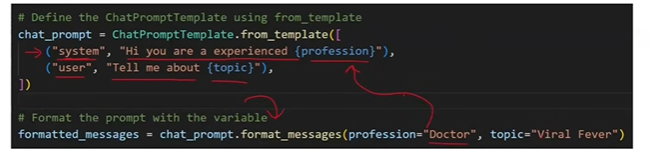 # Define the ChatPromptTemplate using from_template
chat_prompt = ChatPromptTemplate.from_template([
("system", "Hi you are a experienced {profession}"),
("user", "Tell me about {topic}"),
])
# Format the prompt with the variable
formatted_messages = chat_prompt.format_messages(profession="Doctor", topic="Viral Fever")